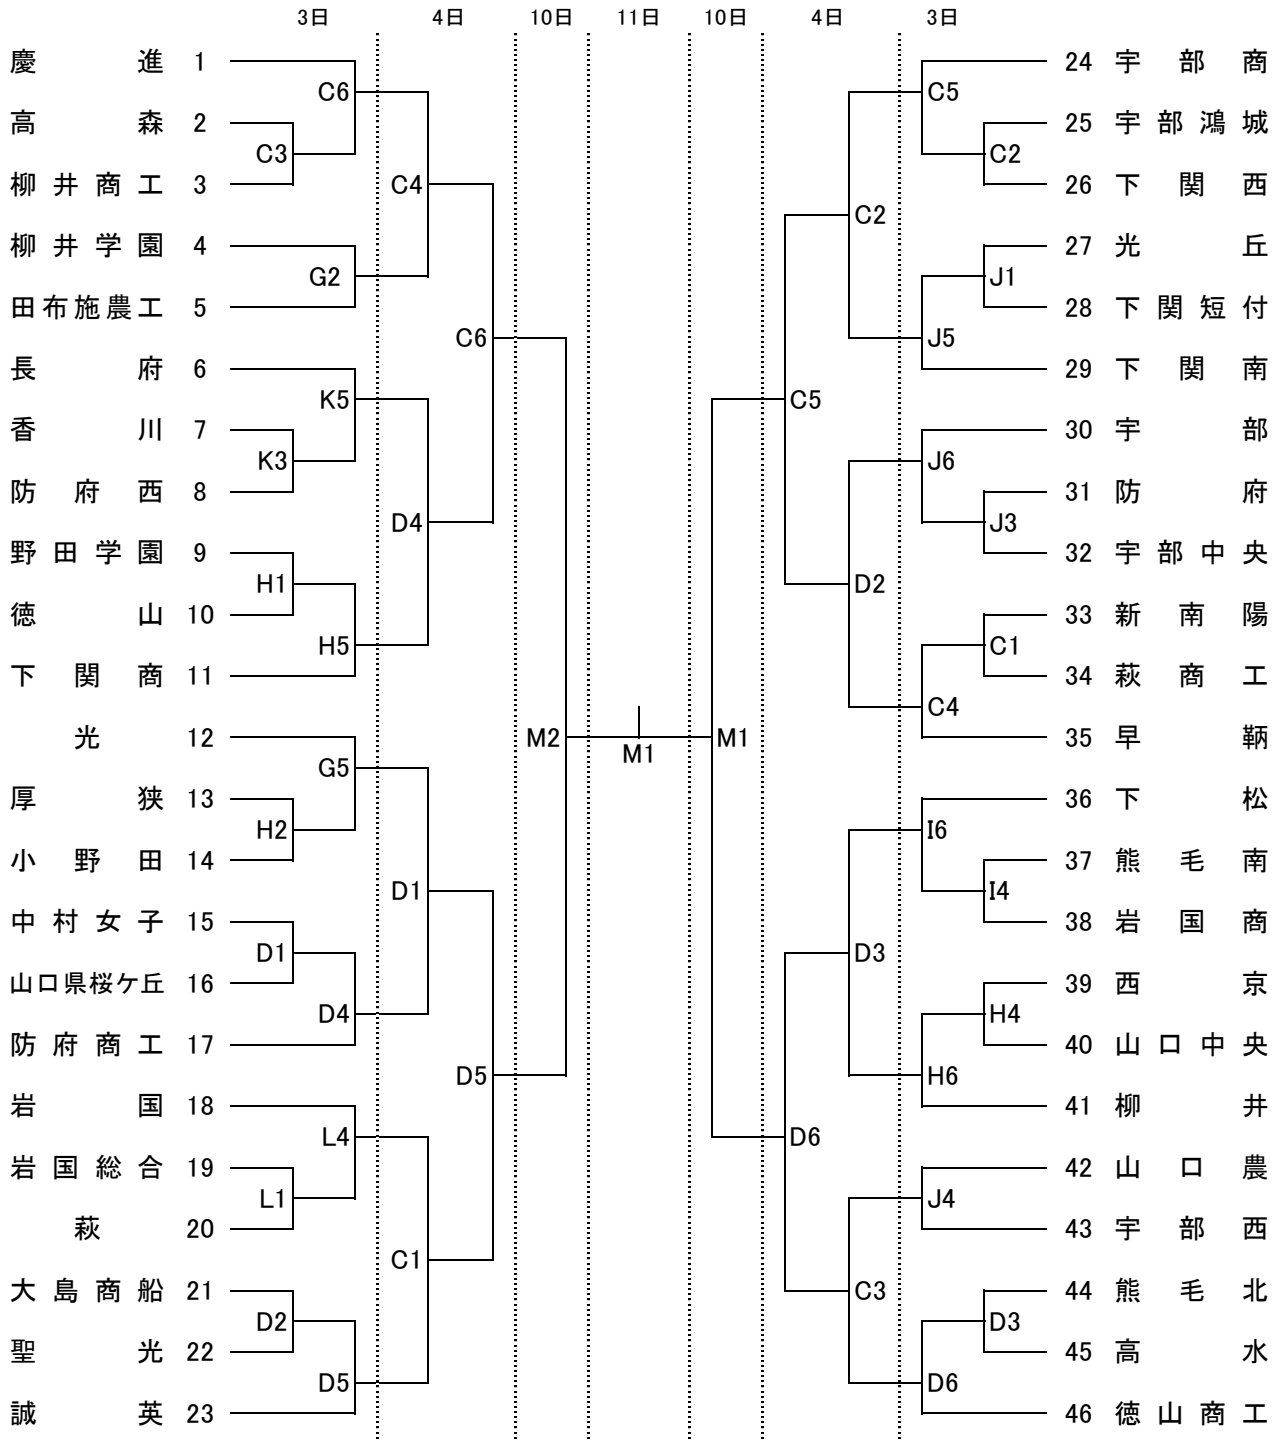 3日 4日 10日 11日 10日 4日 3日
慶進 1 24 宇部商
C6 C5
高森 2 25 宇部鴻城
C3 C2
柳井商工 3 C4 26 下関西
C2
柳井学園 4 27 光丘
G2 J1
田布施農工 5 28 下関短付
C6 J5
長府 6 29 下関南
K5 C5
香川 7 30 宇部
K3 J6
防府西 8 31 防府
D4 J3
野田学園 9 32 宇部中央
H1 D2
徳山 10 33 新南陽
H5 C1
下関商 11 34 萩商工
C4
光 12 M2 M1 M1 35 早鞆
G5
厚狭 13 36 下松
H2 I6
小野田 14 37 熊毛南
D1 I4
中村女子 15 38 岩国商
D1 D3
山口県桜ケ丘 16 39 西京
D4 H4
防府商工 17 40 山口中央
D5 H6
岩国 18 41 柳井
L4 D6
岩国総合 19 42 山口農
L1 J4
萩 20 43 宇部西
C1
大島商船 21 C3 44 熊毛北
D2 D3
聖光 22 45 高水
D5 D6
誠英 23 46 徳山商工